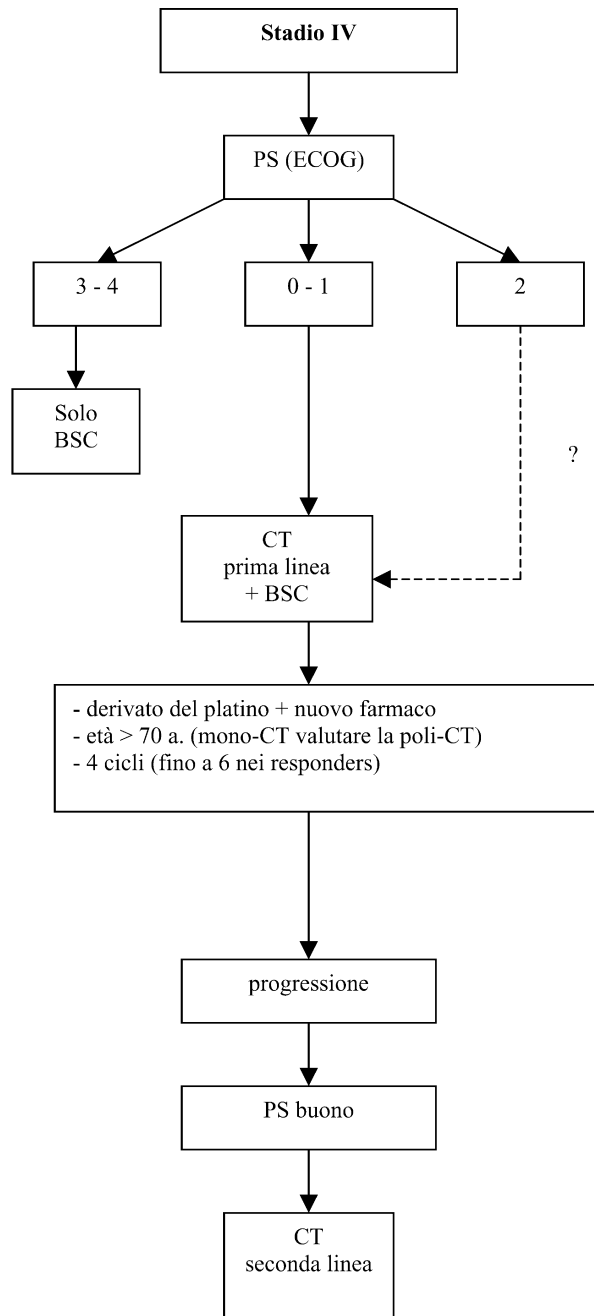 Stadio IV
PS (ECOG)
3 - 4
0 - 1
2
Solo
BSC
?
CT
prima linea
+ BSC
- derivato del platino + nuovo farmaco
- età > 70 a. (mono-CT valutare la poli-CT)
- 4 cicli (fino a 6 nei responders)
progressione
PS buono
CT
seconda linea